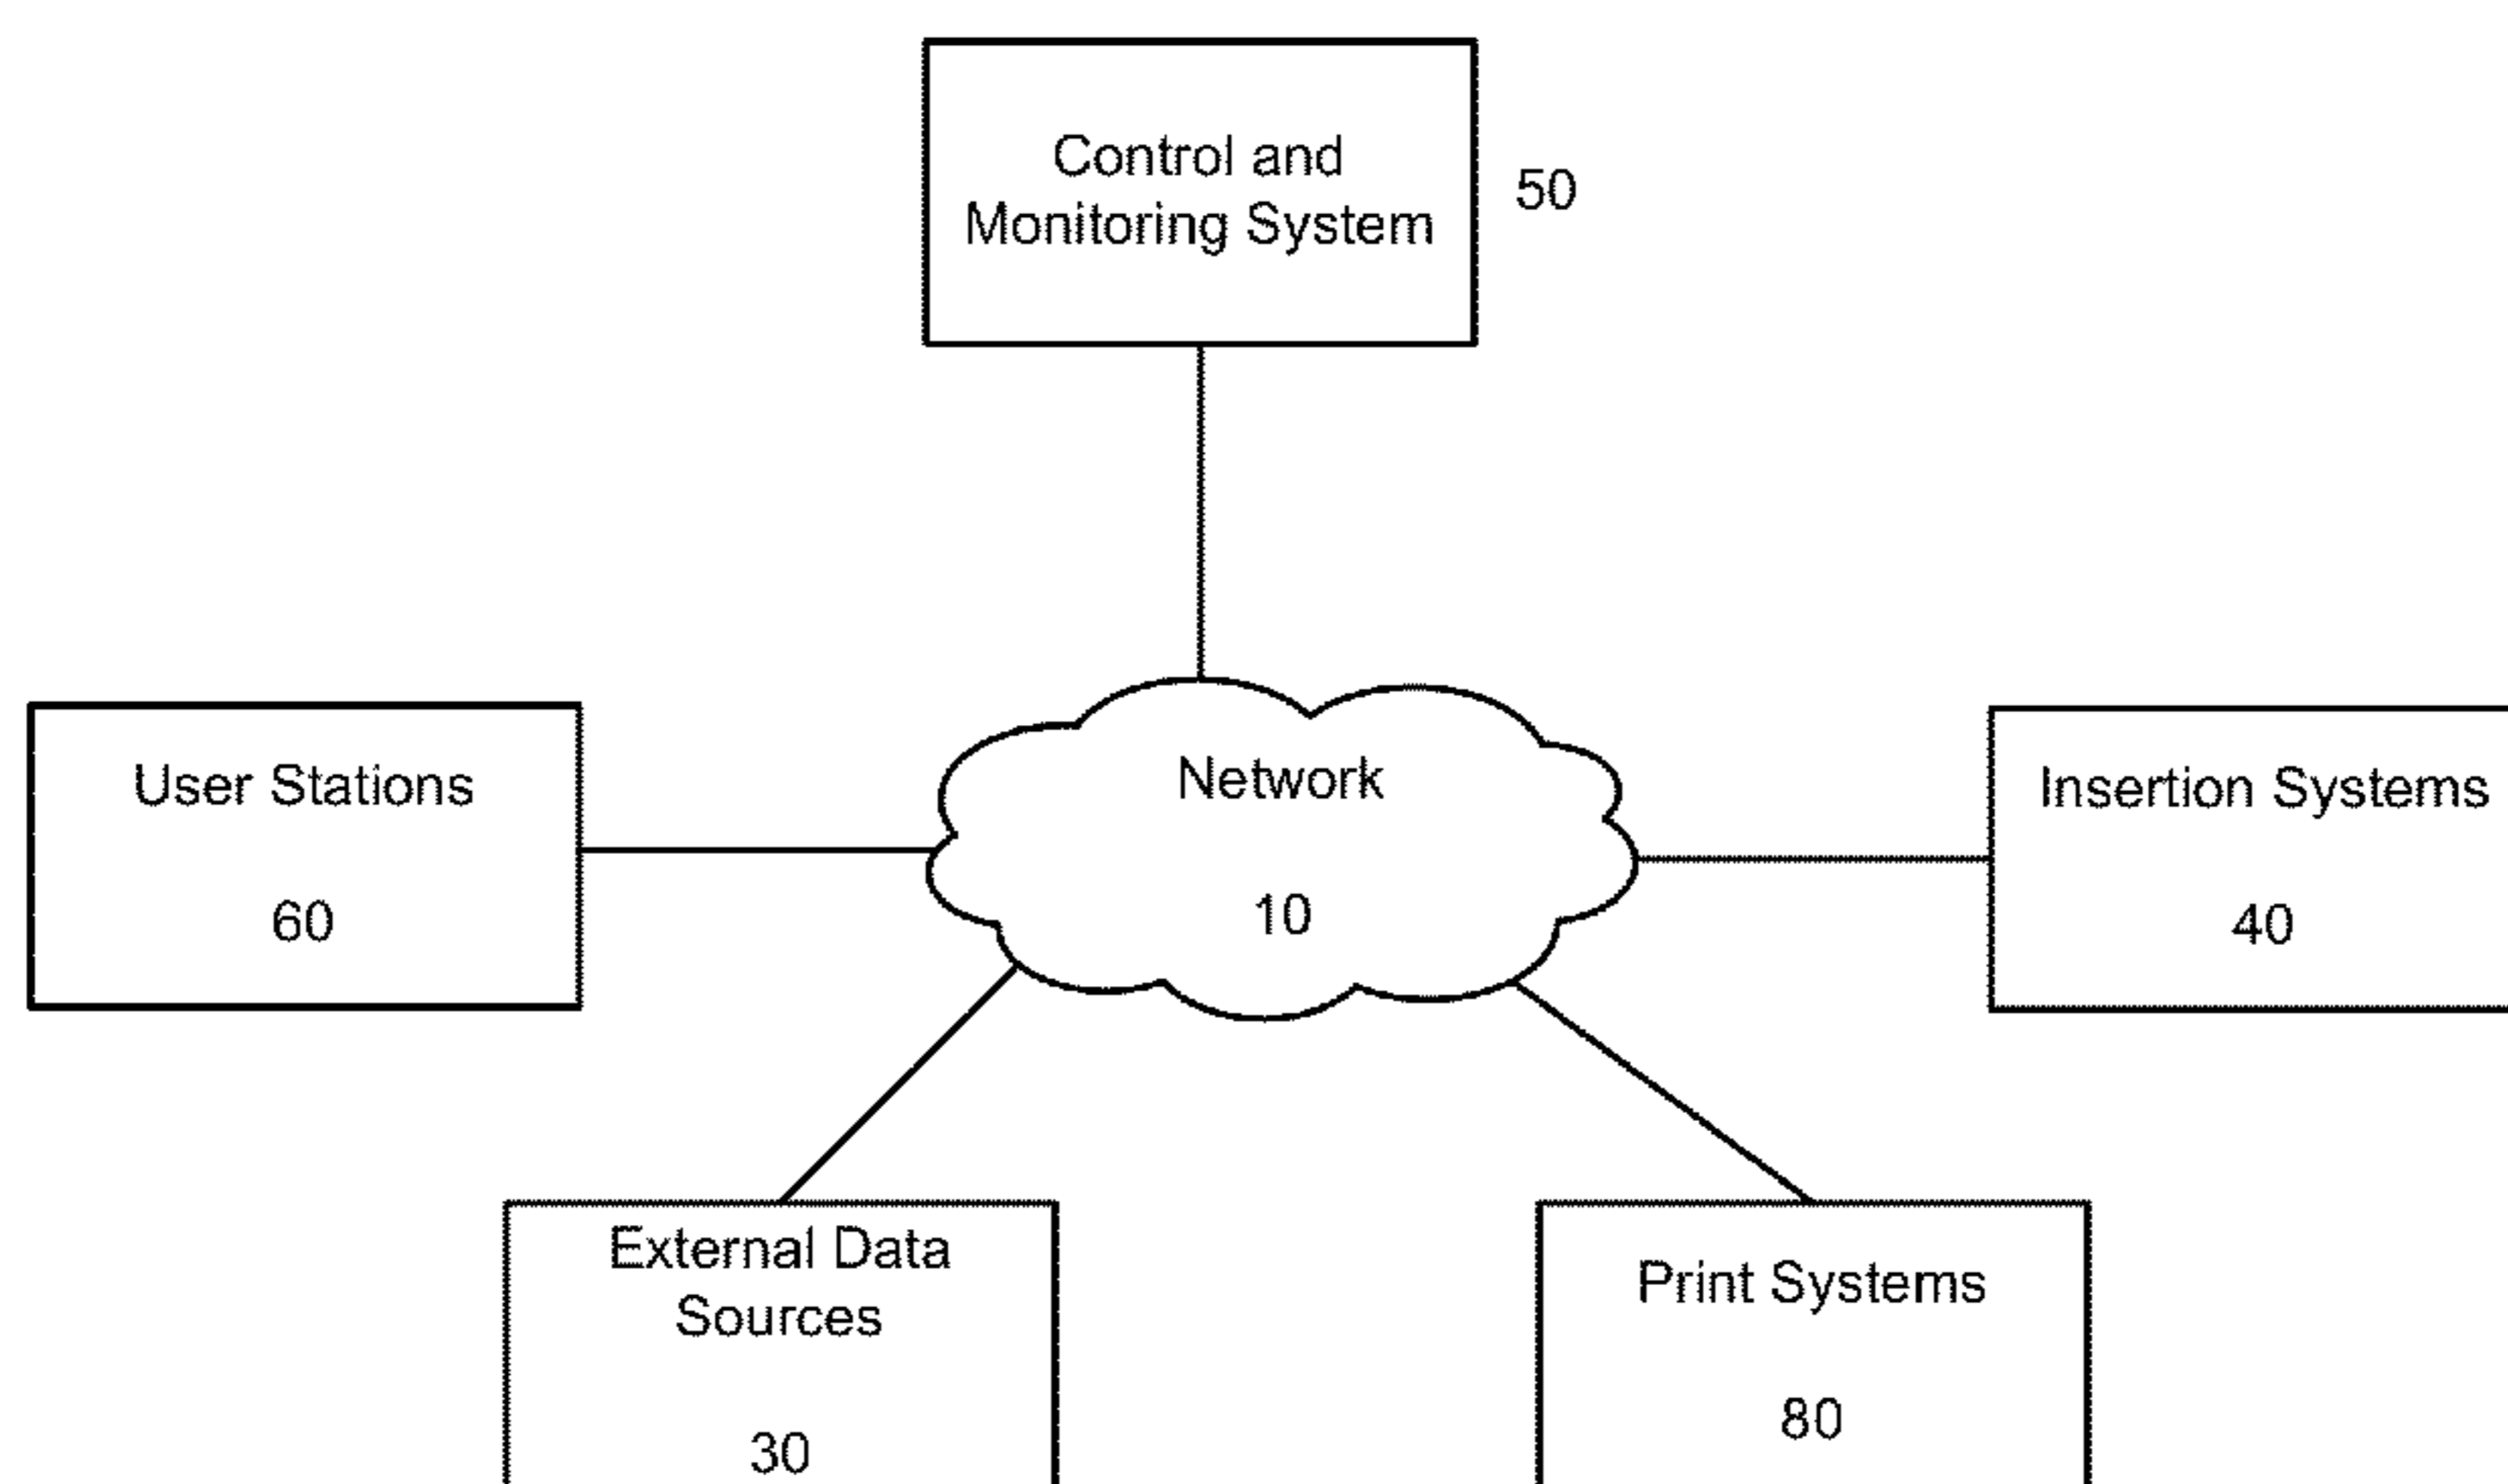 Control and
Monitoring System
50
User Stations
60
Network
10
Insertion Systems
40
External Data
Sources
30
Print Systems
80